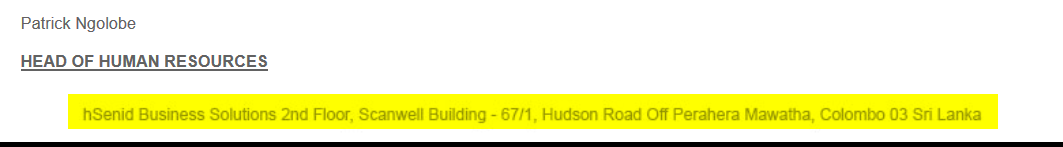 Patrick Ngolobe
HEAD OF HUMAN RESOURCES
hSenid Business Solutions 2nd Floor, Scanwell Building - 67/1, Hudson Road Off Perahera Mawatha, Colombo 03 Sri Lanka